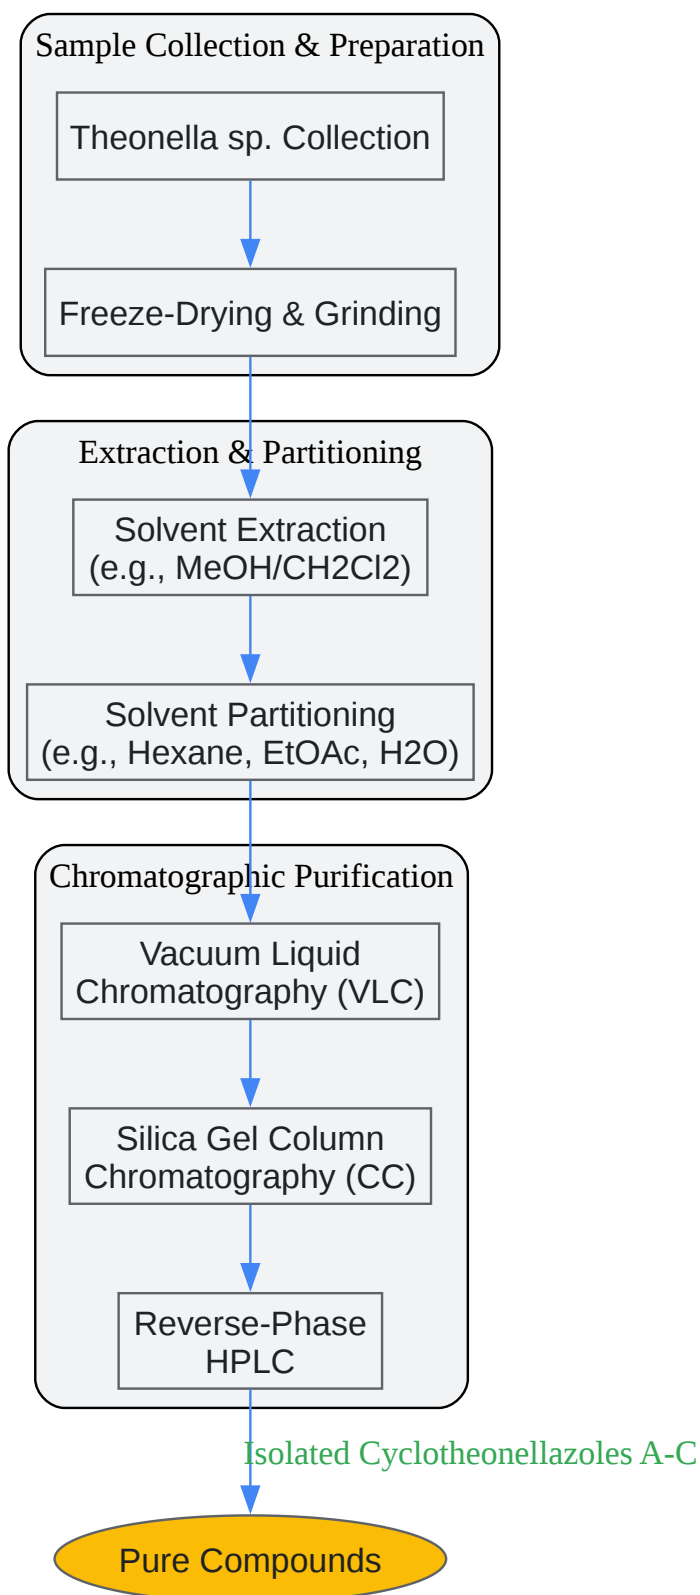 Sample Collection & Preparation
Theonella sp. Collection
Freeze-Drying & Grinding
Extraction & Partitioning
Solvent Extraction
(e.g., MeOH/CH2Cl2)
Solvent Partitioning
(e.g., Hexane, EtOAc, H2O)
Chromatographic Purification
Vacuum Liquid
Chromatography (VLC)
Silica Gel Column
Chromatography (CC)
Reverse-Phase
HPLC
Isolated Cyclotheonellazoles A-C
Pure Compounds